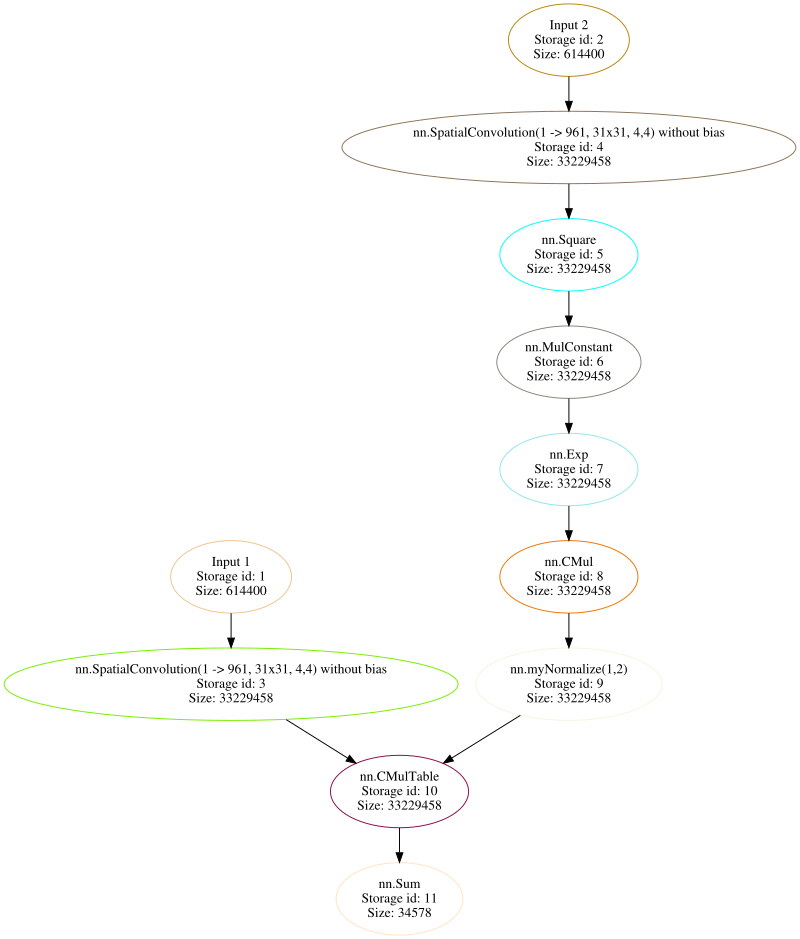 Input 2
Storage id: 2
Size: 614400
nn.SpatialConvolution(1 -> 961, 31x31, 4,4) without bias
Storage id: 4
Size: 33229458
nn.Square
Storage id: 5
Size: 33229458
nn.MulConstant
Storage id: 6
Size: 33229458
nn.Exp
Storage id: 7
Size: 33229458
Input 1
Storage id: 1
Size: 614400
nn.CMul
Storage id: 8
Size: 33229458
nn.SpatialConvolution(1 -> 961, 31x31, 4,4) without bias
Storage id: 3
Size: 33229458
nn.myNormalize(1,2)
Storage id: 9
Size: 33229458
nn.CMulTable
Storage id: 10
Size: 33229458
nn.Sum
Storage id: 11
Size: 34578